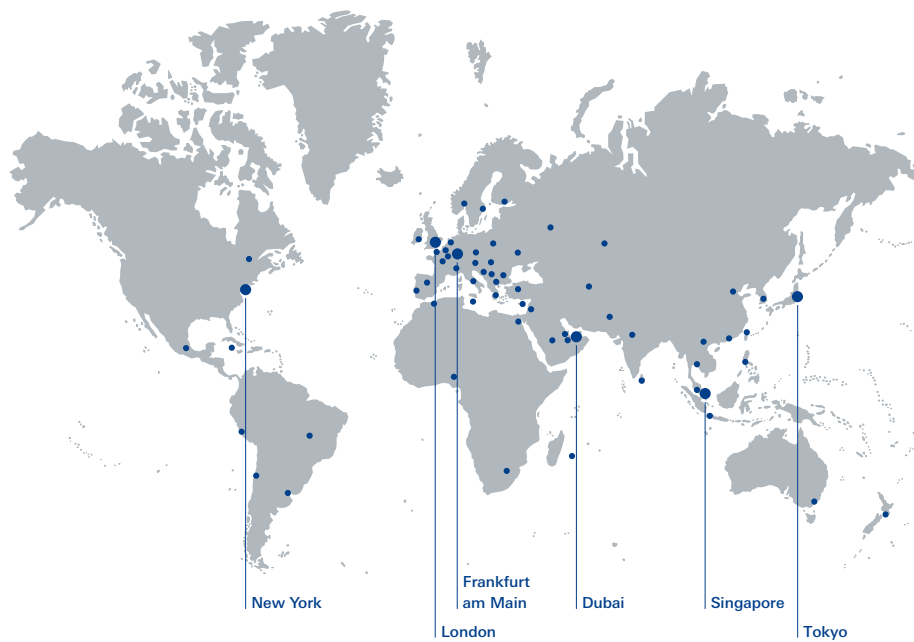 New York
London
Frankfurt
am Main
Dubai
Singapore
Tokyo